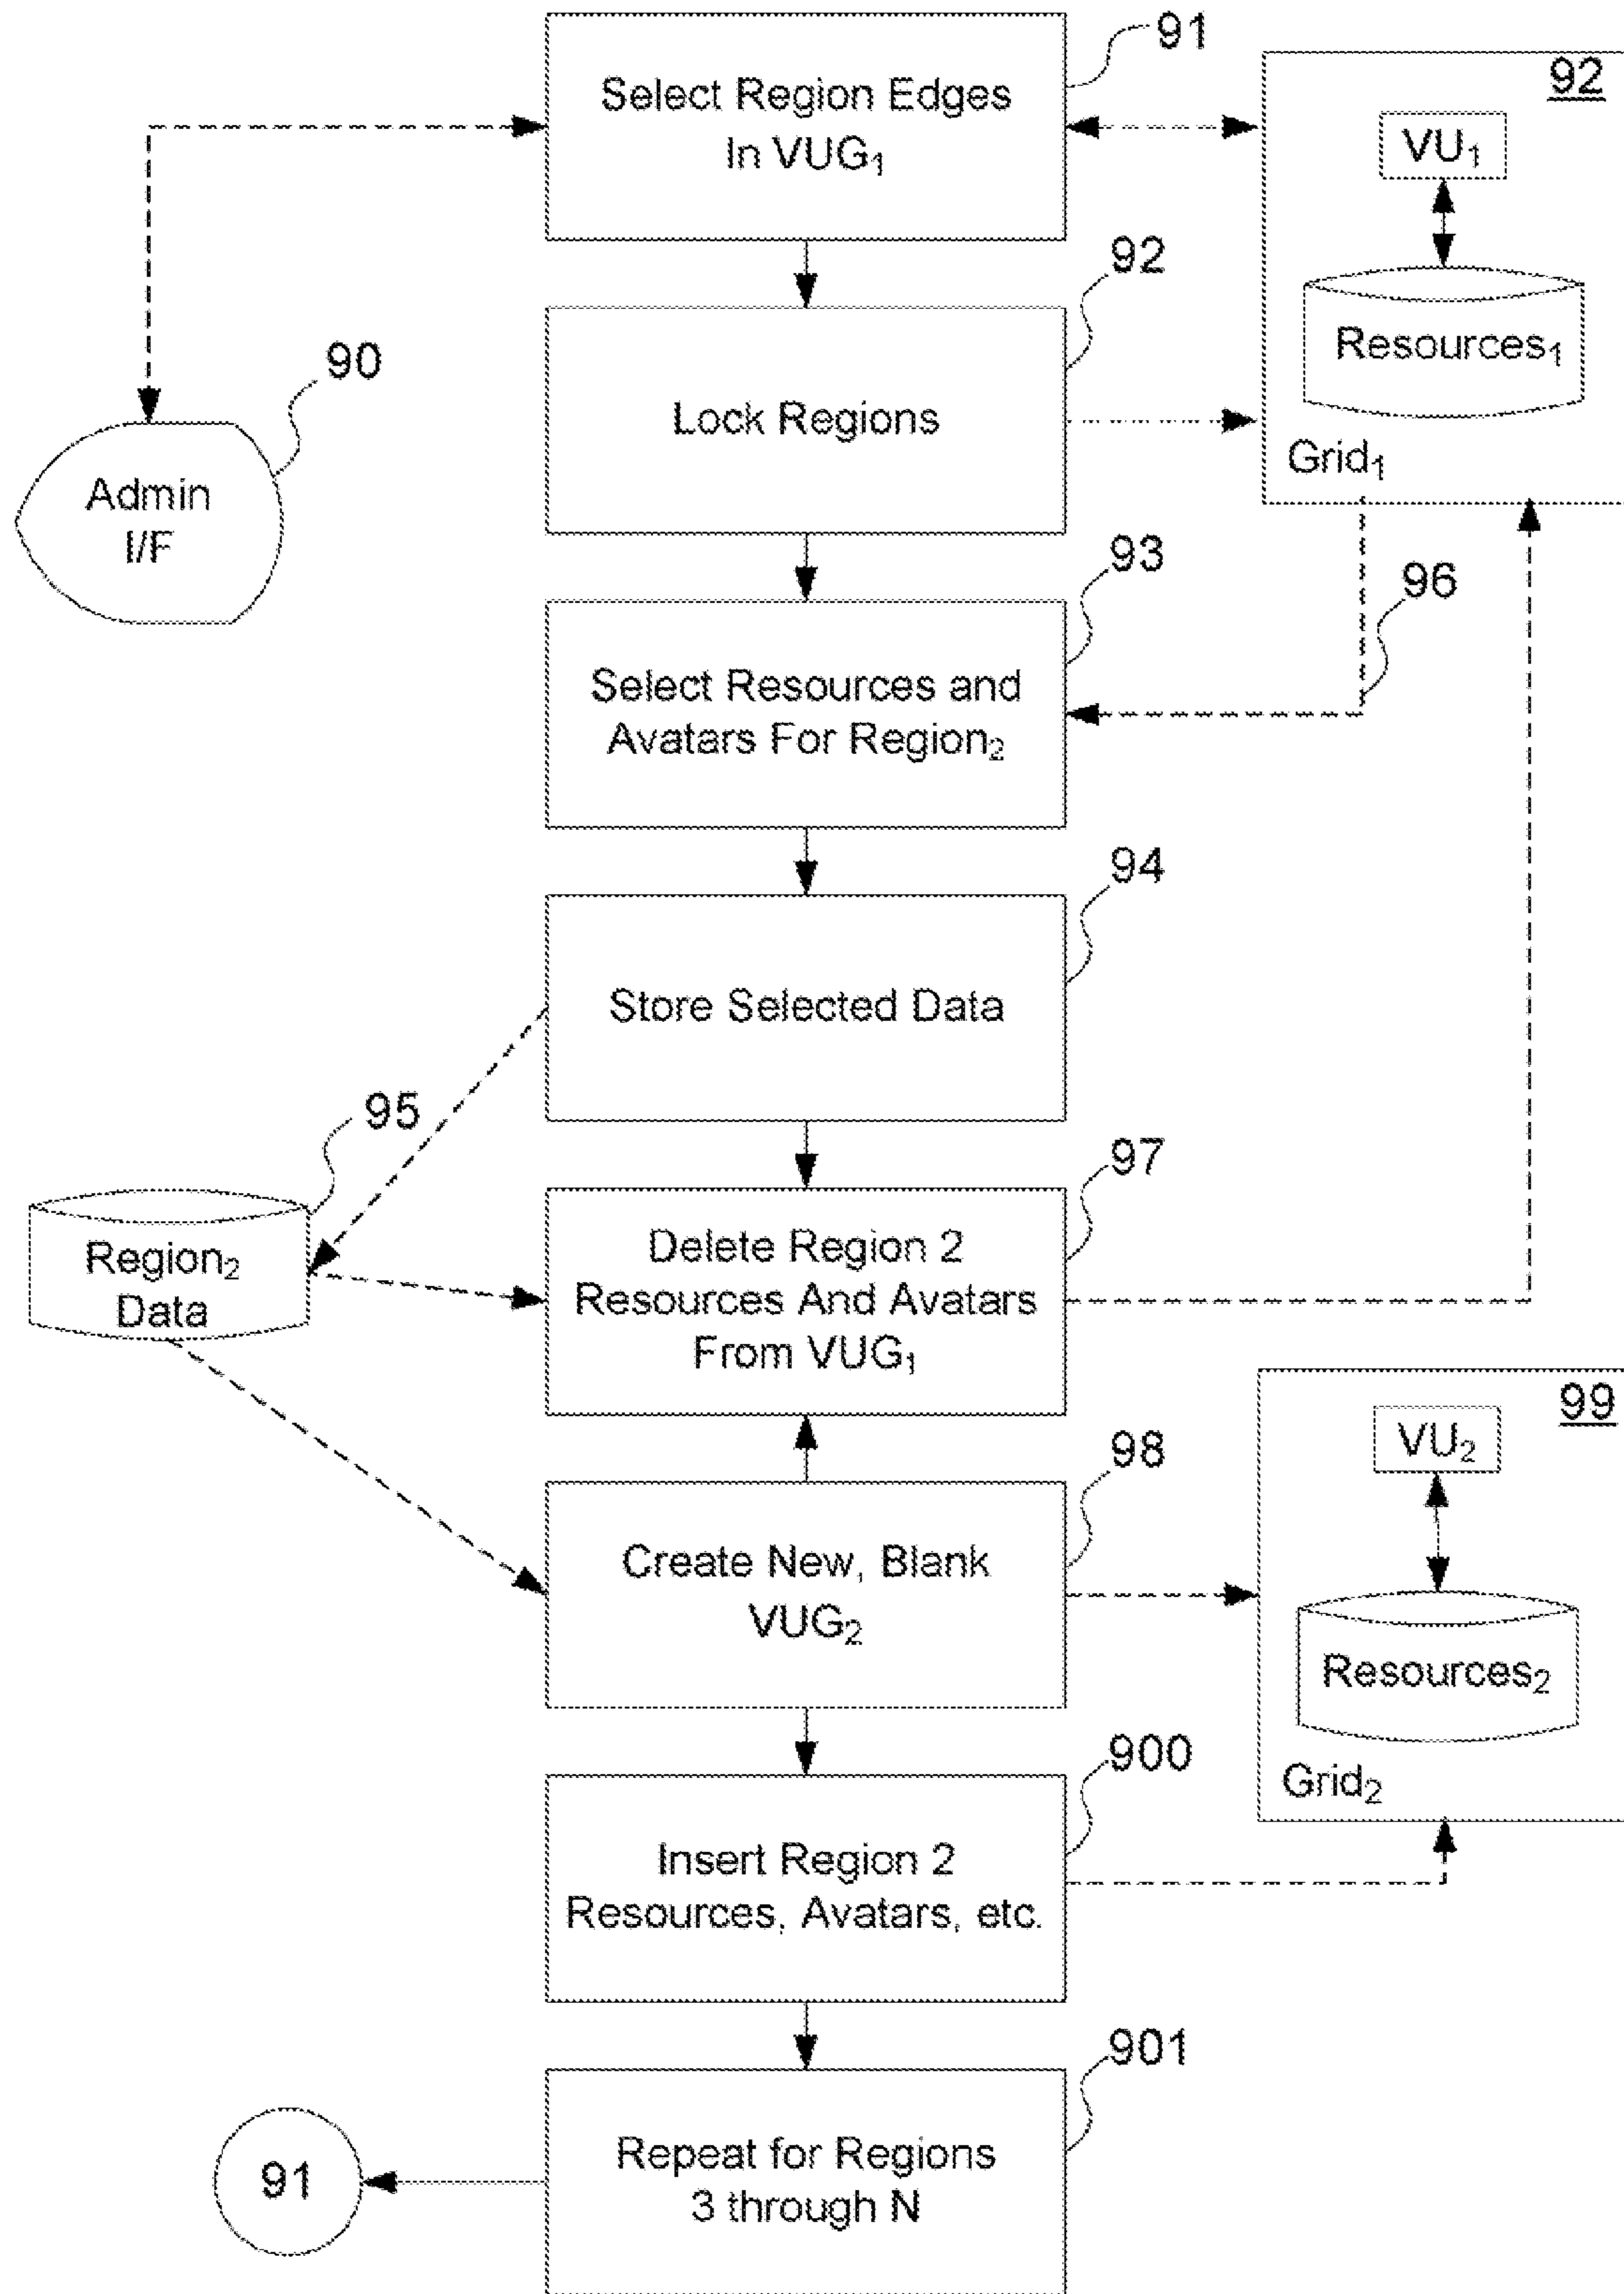 91
Select Region Edges
In VUG₁
92
VU₁
Resources₁
Grid₁
92
Lock Regions
90
Admin
I/F
93
96
Select Resources and
Avatars For Region₂
94
Store Selected Data
95
Region₂
Data
97
Delete Region 2
Resources And Avatars
From VUG₁
99
VU₂
Resources₂
Grid₂
98
Create New, Blank
VUG₂
900
Insert Region 2
Resources, Avatars, etc.
901
Repeat for Regions
3 through N
91